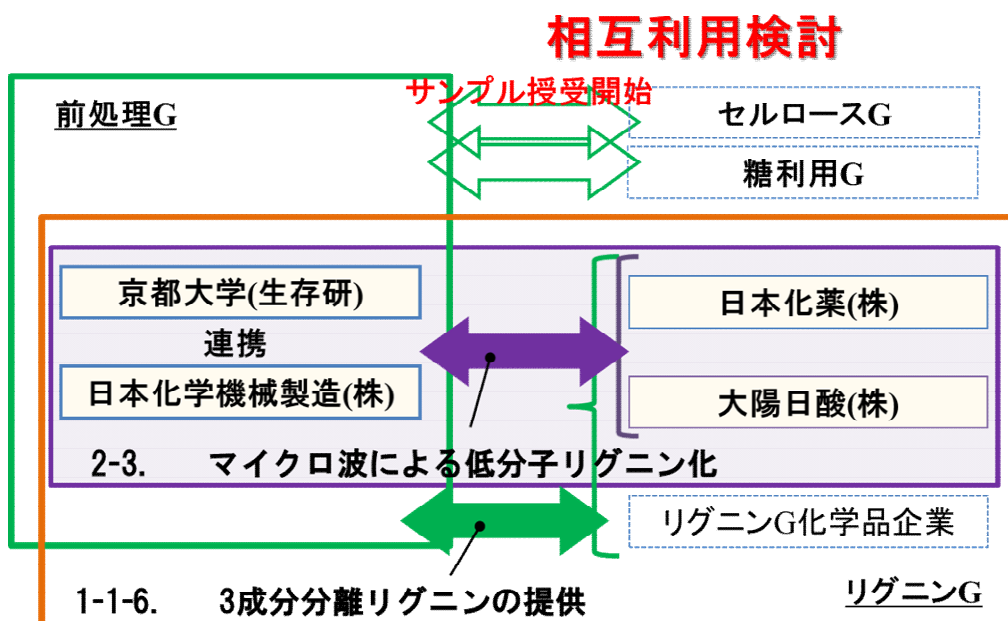 相互利用検討
サンプル授受開始
前処理G
セルロースG
糖利用G
京都大学(生存研)
連携
日本化学機械製造(株)
日本化薬(株)
大陽日酸(株)
2-3. マイクロ波による低分子リグニン化
リグニンG化学品企業
1-1-6. 3成分分離リグニンの提供
リグニンG